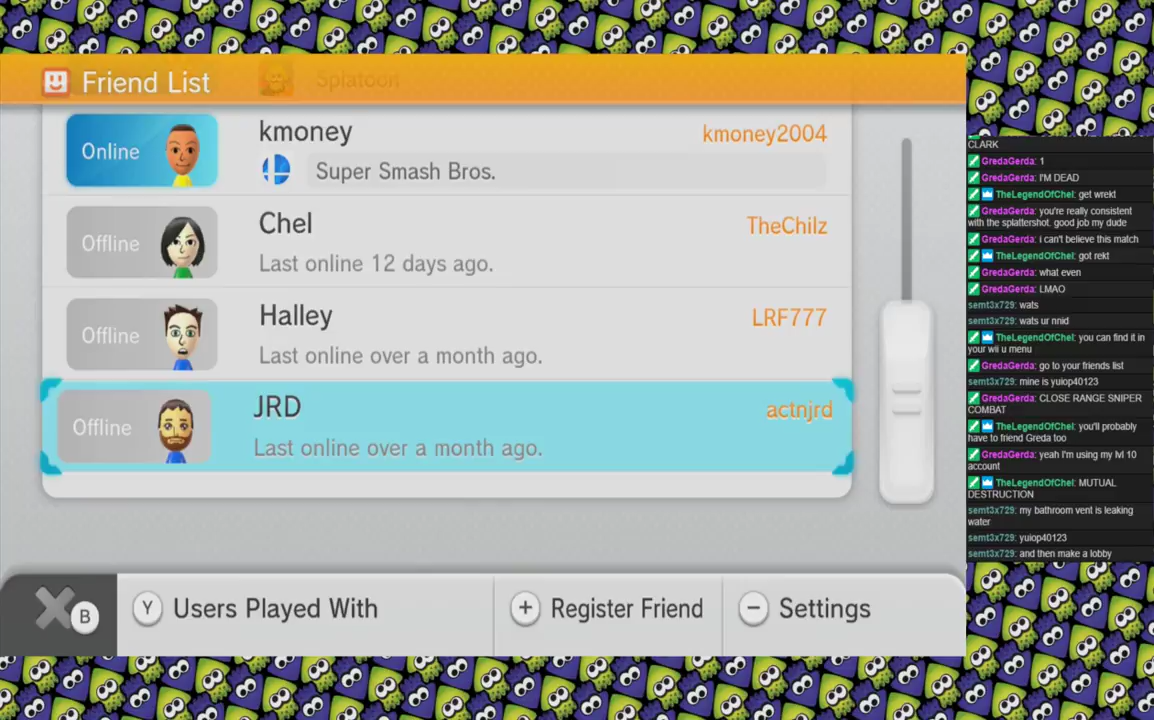 Friend List
Splatoon
Online
kmoney
kmoney2004
Super Smash Bros.
Offline
Chel
TheChilz
Last online 12 days ago.
Offline
Halley
LRF777
Last online over a month ago.
Offline
JRD
actnjrd
Last online over a month ago.
B
Y Users Played With
+ Register Friend
− Settings
CLARK
GredaGerda: 1
GredaGerda: I'M DEAD
TheLegendOfChel: get wrekt
GredaGerda: you're really consistent
with the splattershot. good job my dude
GredaGerda: i can't believe this match
TheLegendOfChel: got rekt
GredaGerda: what even
GredaGerda: LMAO
semt3x729: wats
semt3x729: wats ur nnid
TheLegendOfChel: you can find it in
your wii u menu
GredaGerda: go to your friends list
semt3x729: mine is yuiop40123
GredaGerda: CLOSE RANGE SNIPER
COMBAT
TheLegendOfChel: you'll probably
have to friend Greda too
GredaGerda: yeah I'm using my lvl 10
account
TheLegendOfChel: MUTUAL
DESTRUCTION
semt3x729: my bathroom vent is leaking
water
semt3x729: yuiop40123
semt3x729: and then make a lobby